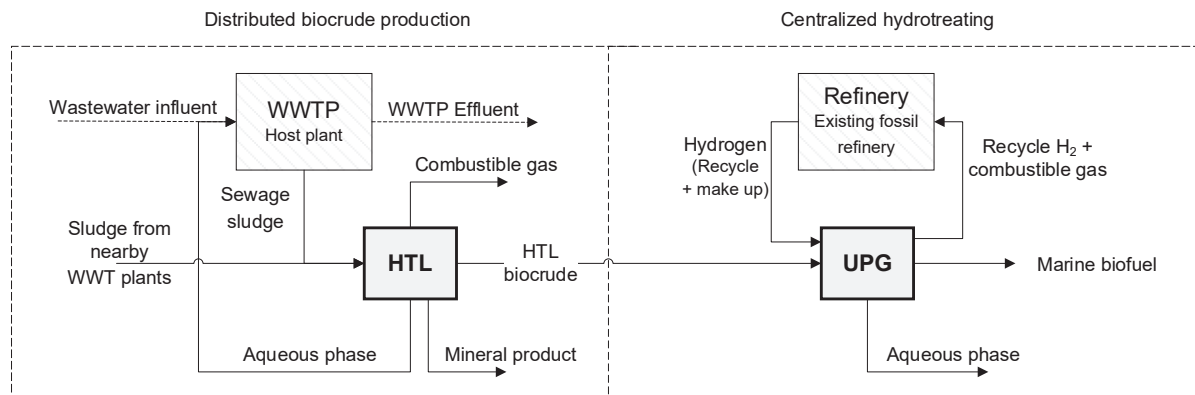 Distributed biocrude production
Centralized hydrotreating
Wastewater influent
WWTP
Host plant
WWTP Effluent
Combustible gas
Sewage
sludge
Sludge from
nearby
WWT plants
HTL
HTL
biocrude
Aqueous phase
Mineral product
Refinery
Existing fossil
refinery
Hydrogen
(Recycle
+ make up)
Recycle H₂ +
combustible gas
UPG
Marine biofuel
Aqueous phase